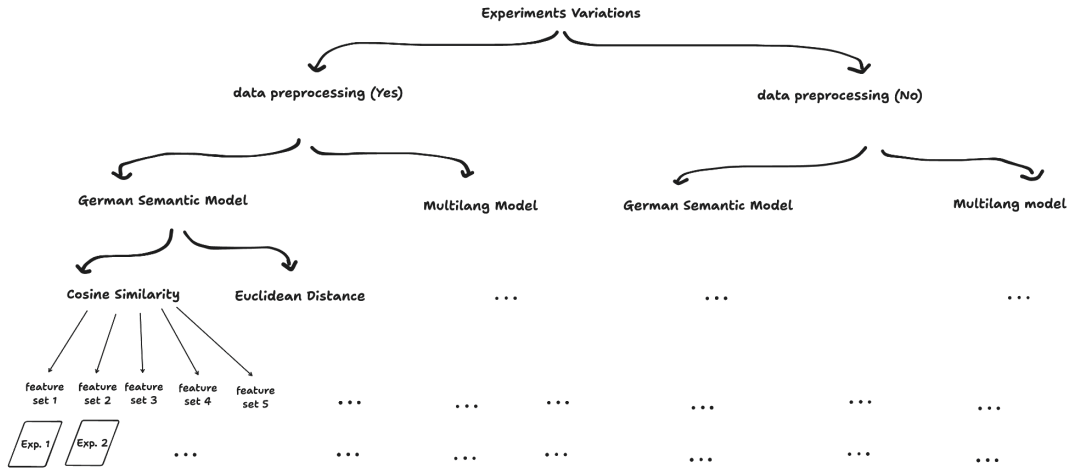 Experiments Variations
data preprocessing (Yes)
data preprocessing (No)
German Semantic Model
Multilang Model
German Semantic Model
Multilang model
Cosine Similarity
Euclidean Distance
...
...
...
feature
set 1
feature
set 2
feature
set 3
feature
set 4
feature
set 5
...
...
...
...
...
...
Exp. 1
Exp. 2
...
...
...
...
...
...
...